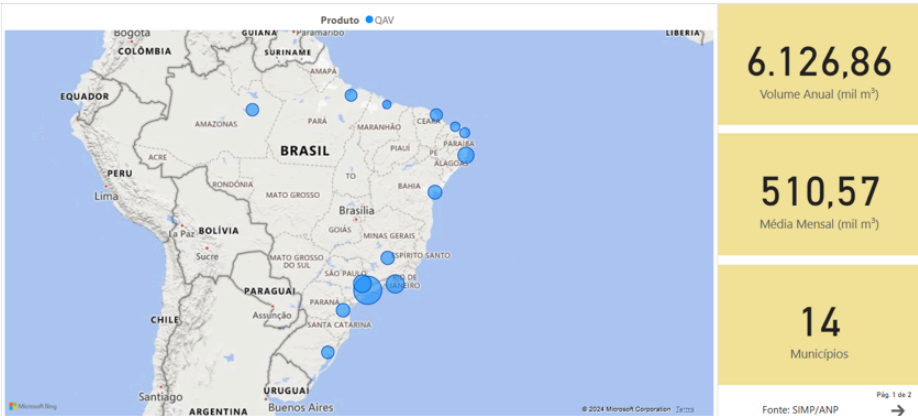 Produto QAV
Bogotá
COLÔMBIA
GUIANA
Paramaribo
SURINAME
LIBÉRIA
AMAPÁ
EQUADOR
AMAZONAS
PARÁ
MARANHÃO
CEARÁ
PARAÍBA
PIAUÍ
PE
ALAGOAS
ACRE
BRASIL
PERU
Lima
RONDÔNIA
TO
MATO GROSSO
BAHIA
Brasília
La Paz
BOLÍVIA
GOIÁS
MINAS GERAIS
Sucre
MATO GROSSO
DO SUL
ESPÍRITO SANTO
SÃO PAULO
RIO DE
JANEIRO
PARAGUAI
PARANÁ
Assunção
CHILE
SANTA CATARINA
URUGUAI
Santiago
ARGENTINA
Buenos Aires
Microsoft Bing
© 2024 Microsoft Corporation Terms
6.126,86
Volume Anual (mil m³)
510,57
Média Mensal (mil m³)
14
Municípios
Pág. 1 de 2
Fonte: SIMP/ANP